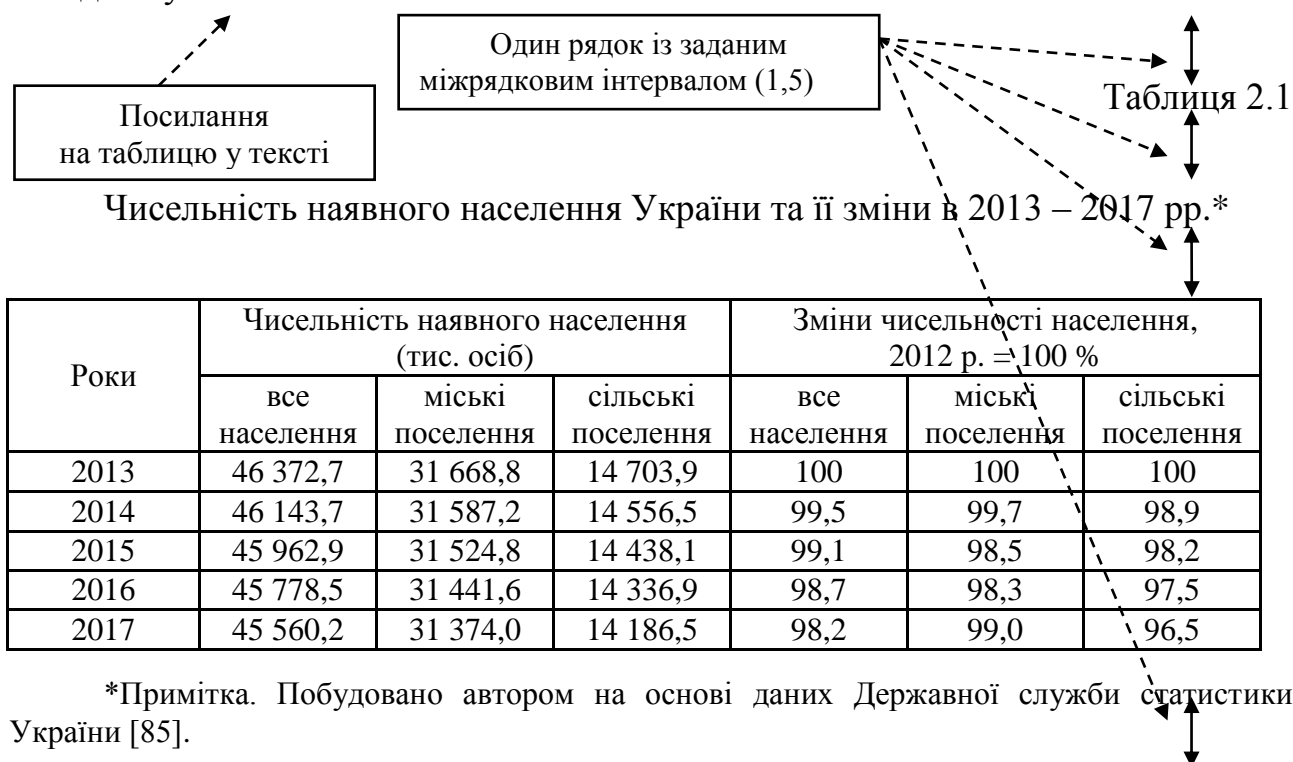 Один рядок із заданим
міжрядковим інтервалом (1,5)
Посилання
на таблицю у тексті
Таблиця 2.1
Чисельність наявного населення України та її зміни в 2013 – 2017 рр.*
Роки Чисельність наявного населення (тис. осіб) Зміни чисельності населення, 2012 р. = 100 %
все населення міські поселення сільські поселення все населення міські поселення сільські поселення
2013 46 372,7 31 668,8 14 703,9 100 100 100
2014 46 143,7 31 587,2 14 556,5 99,5 99,7 98,9
2015 45 962,9 31 524,8 14 438,1 99,1 98,5 98,2
2016 45 778,5 31 441,6 14 336,9 98,7 98,3 97,5
2017 45 560,2 31 374,0 14 186,5 98,2 99,0 96,5
*Примітка. Побудовано автором на основі даних Державної служби статистики
України [85].